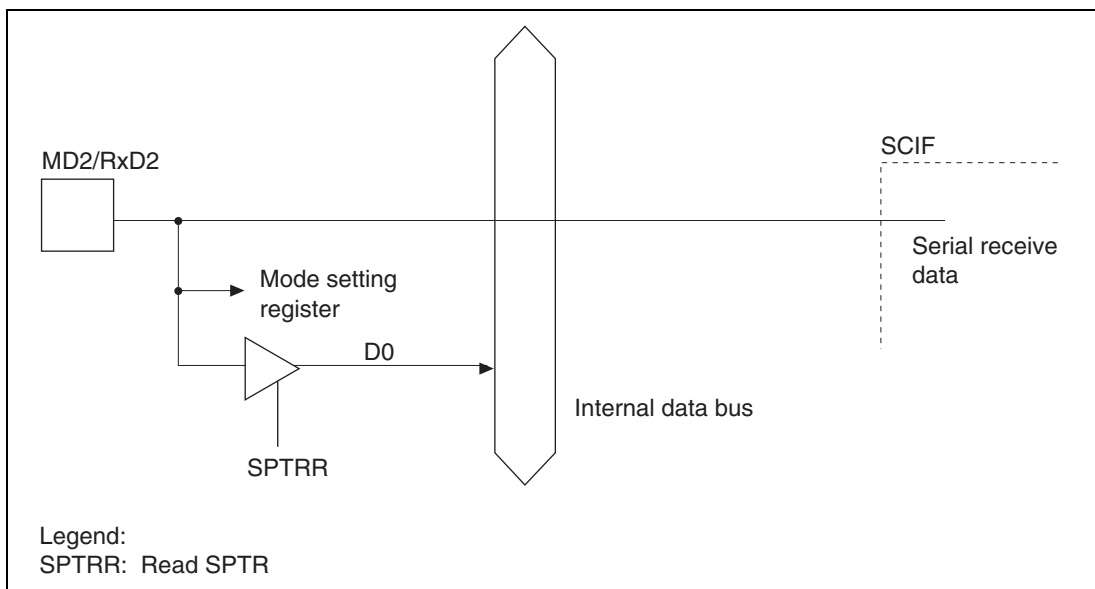 MD2/RxD2
SCIF
Serial receive
data
Mode setting
register
D0
Internal data bus
SPTRR
Legend:
SPTRR: Read SPTR